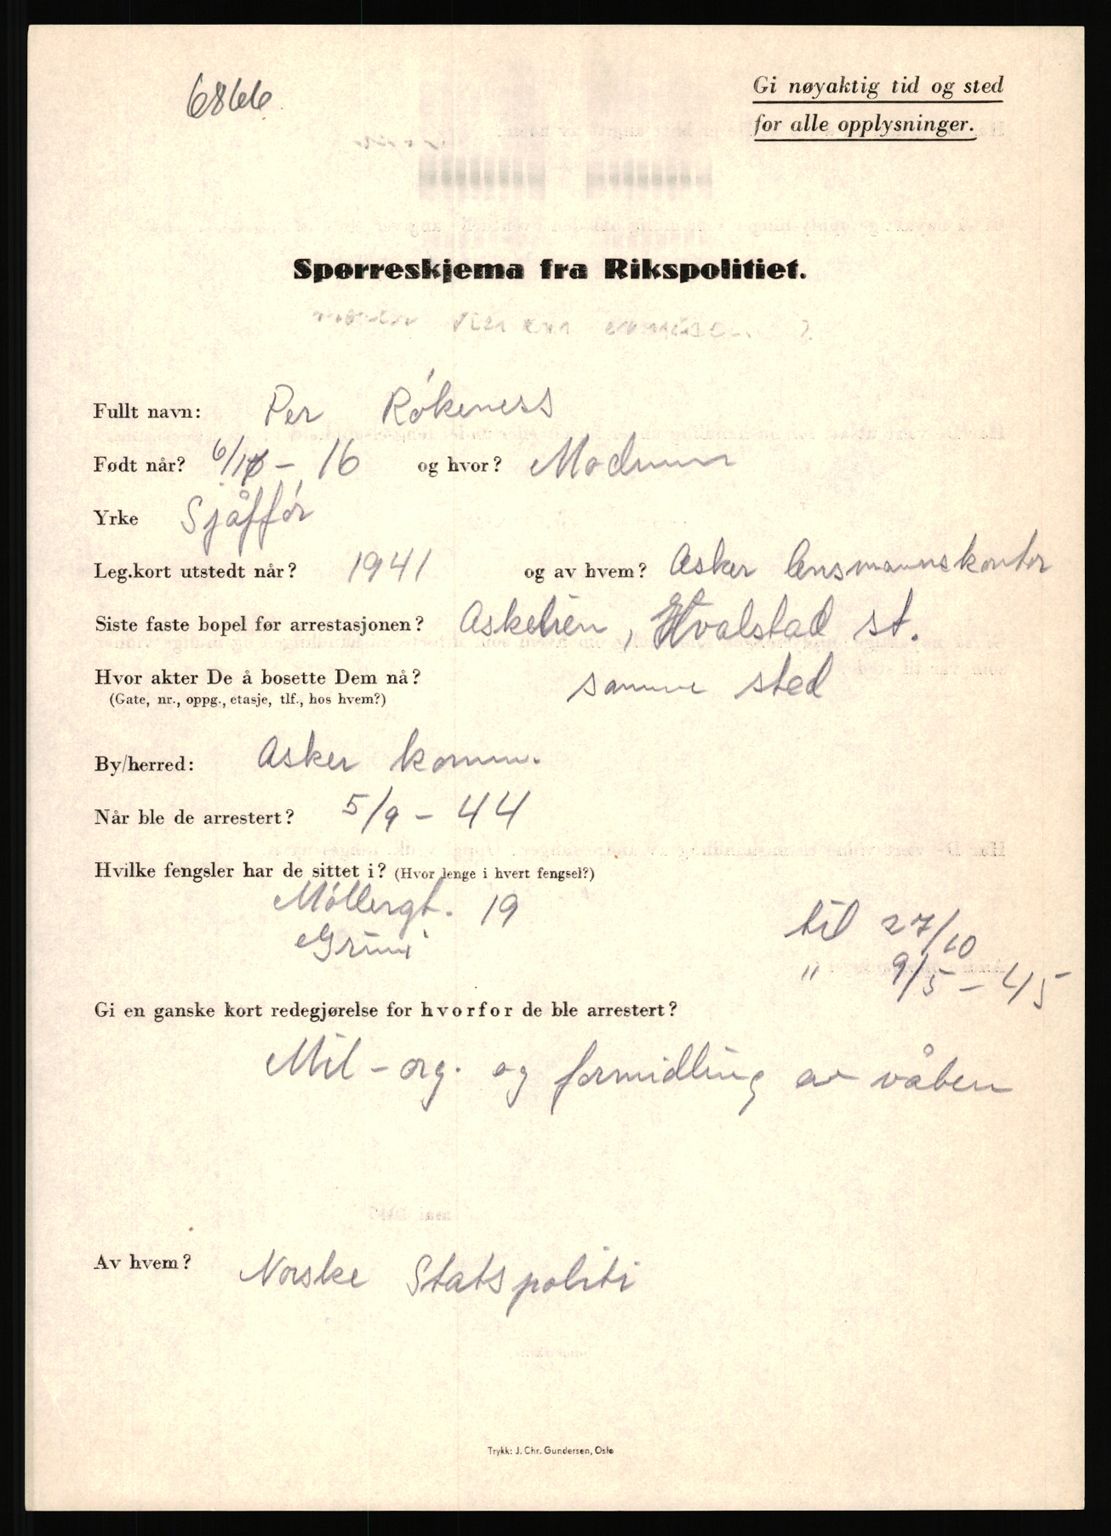 6866
Gi nøyaktig tid og sted
for alle opplysninger.
Spørreskjema fra Rikspolitiet.
Fullt navn: Per Rókeness
Født når? 6/10 – 16 og hvor? Modum
Yrke Sjåffór
Leg.kort utstedt når? 1941 og av hvem? Asker lensmannskontor
Siste faste bopel før arrestasjonen? Askelien, Hvalstad st.
Hvor akter De å bosette Dem nå? samme sted
(Gate, nr., oppg., etasje, tlf., hos hvem?)
By/herred: Asker komm.
Når ble de arrestert? 5/9 – 44
Hvilke fengsler har de sittet i? (Hvor lenge i hvert fengsel?)
Móllergt. 19 til 27/10
Grini " 9/5 – 45
Gi en ganske kort redegjørelse for hvorfor de ble arrestert?
Mil-org. og formidling av våben
Av hvem? Norske Statspoliti
Trykk: J. Chr. Gundersen, Oslo